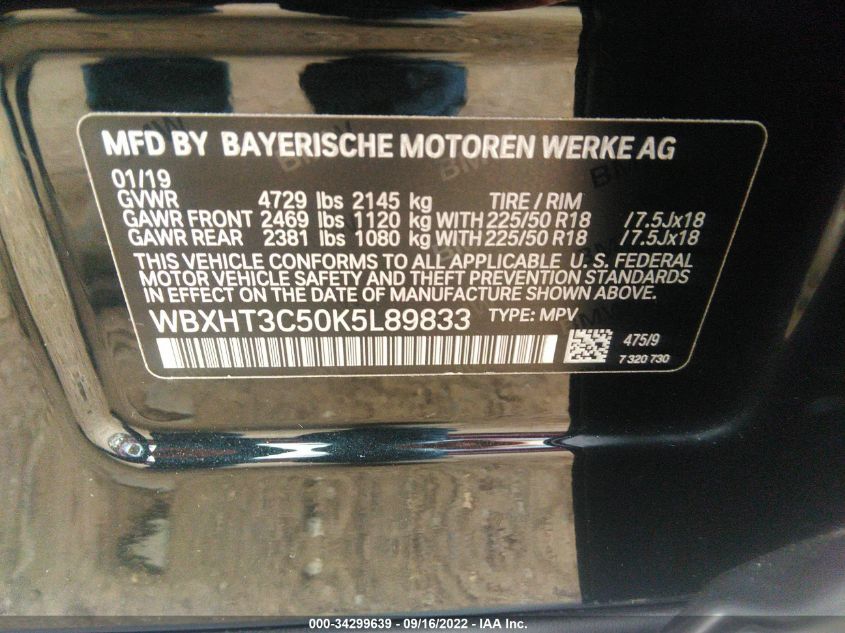 MFD BY BAYERISCHE MOTOREN WERKE AG
01/19
GVWR 4729 lbs 2145 kg TIRE / RIM
GAWR FRONT 2469 lbs 1120 kg WITH 225/50 R18 /7.5Jx18
GAWR REAR 2381 lbs 1080 kg WITH 225/50 R18 /7.5Jx18
THIS VEHICLE CONFORMS TO ALL APPLICABLE U. S. FEDERAL
MOTOR VEHICLE SAFETY AND THEFT PREVENTION STANDARDS
IN EFFECT ON THE DATE OF MANUFACTURE SHOWN ABOVE.
WBXHT3C50K5L89833 TYPE: MPV
475/9
7 320 730
000-34299639 - 09/16/2022 - IAA Inc.